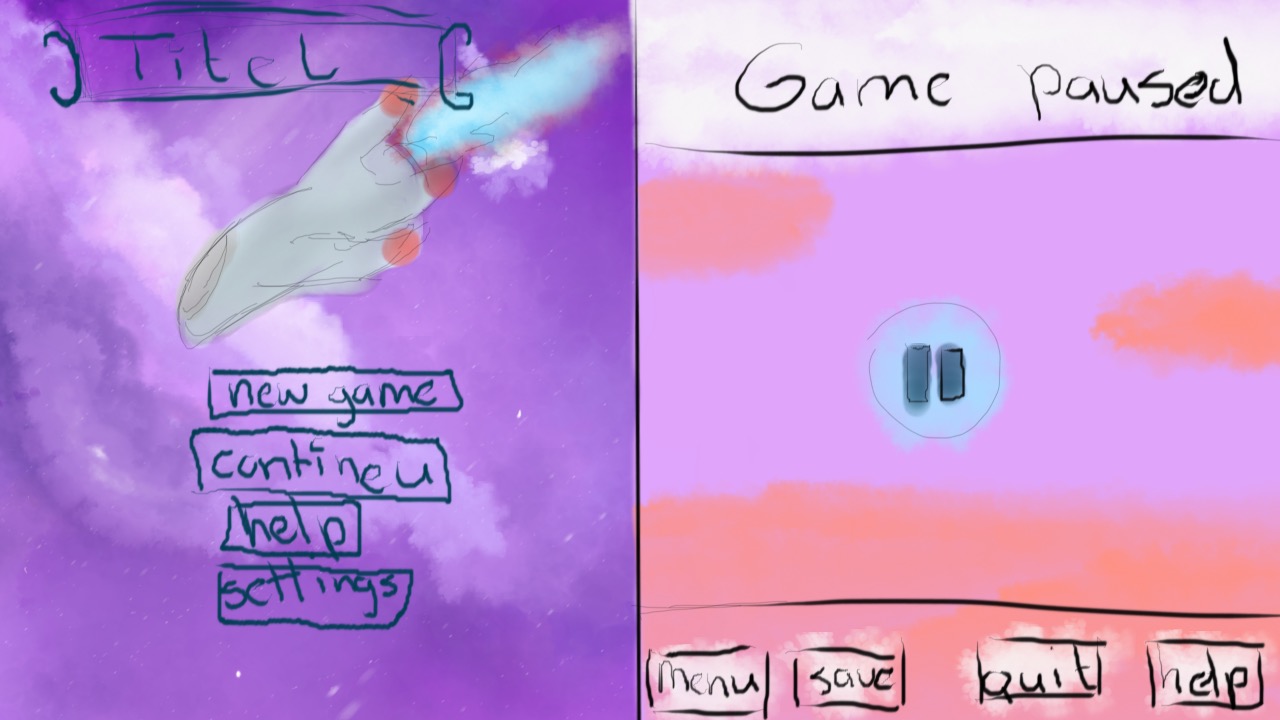 Titel
new game
contineu
help
settings
Game paused
Menu save quit help